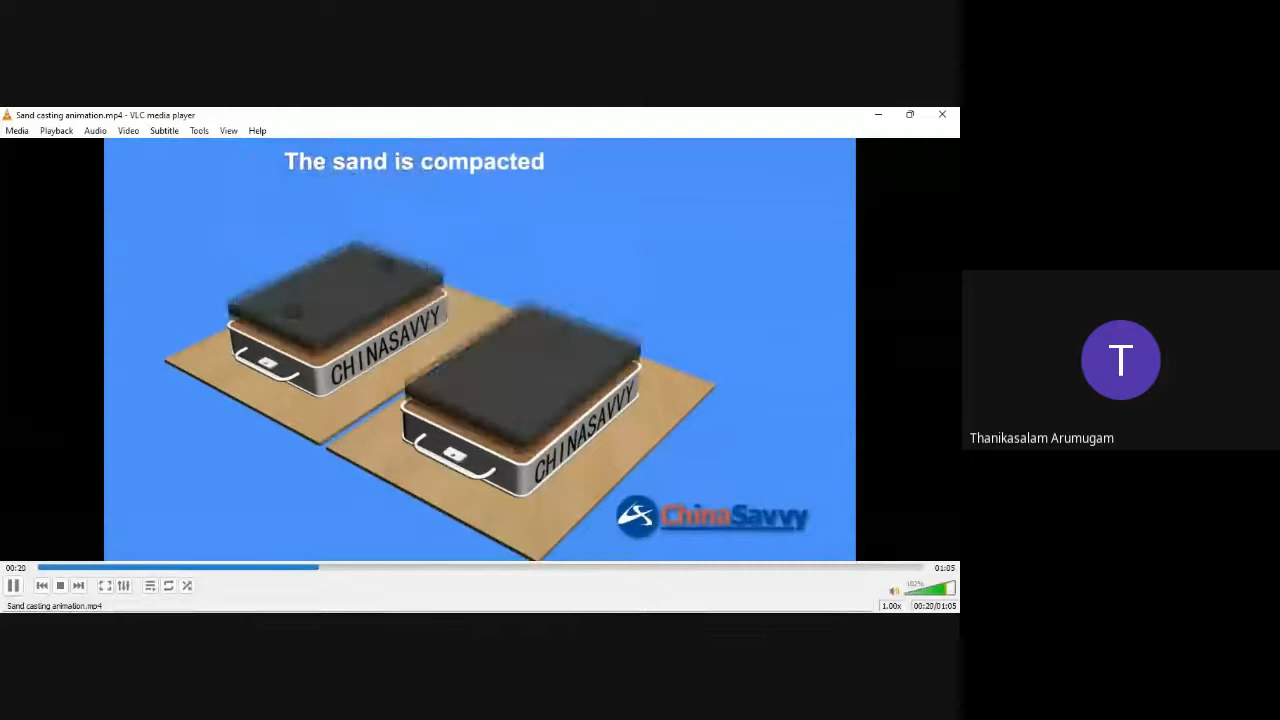 Sand casting animation.mp4 - VLC media player
Media Playback Audio Video Subtitle Tools View Help
The sand is compacted
CHINASAVVY
CHINASAVVY
ChinaSavvy
00:20
01:05
102%
Sand casting animation.mp4
1.00x
00:20/01:05
T
Thanikasalam Arumugam